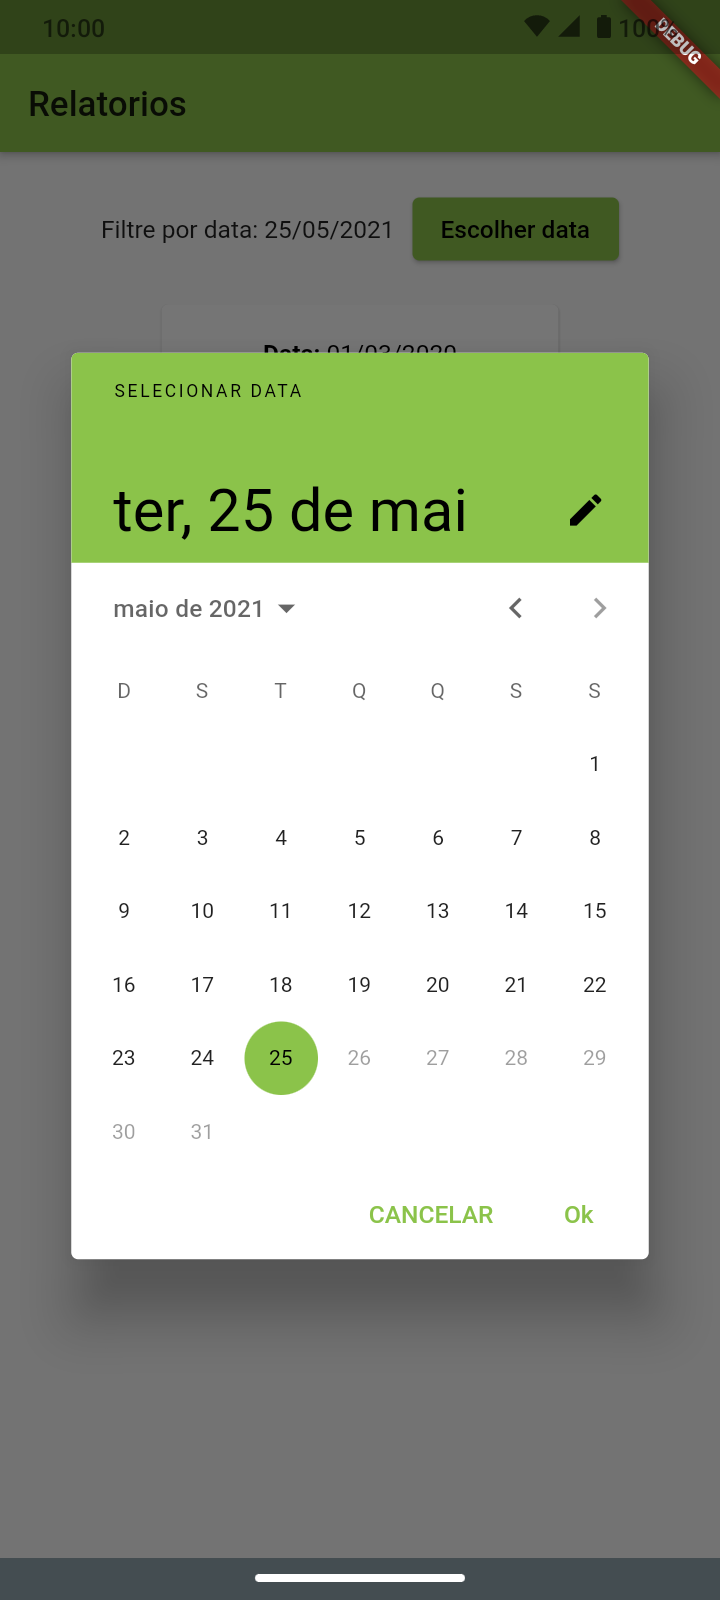 10:00 100%
DEBUG
Relatorios
Filtre por data: 25/05/2021 Escolher data
Data: 01/03/2020
SELECIONAR DATA
ter, 25 de mai
maio de 2021
D S T Q Q S S
1
2 3 4 5 6 7 8
9 10 11 12 13 14 15
16 17 18 19 20 21 22
23 24 25 26 27 28 29
30 31
CANCELAR Ok